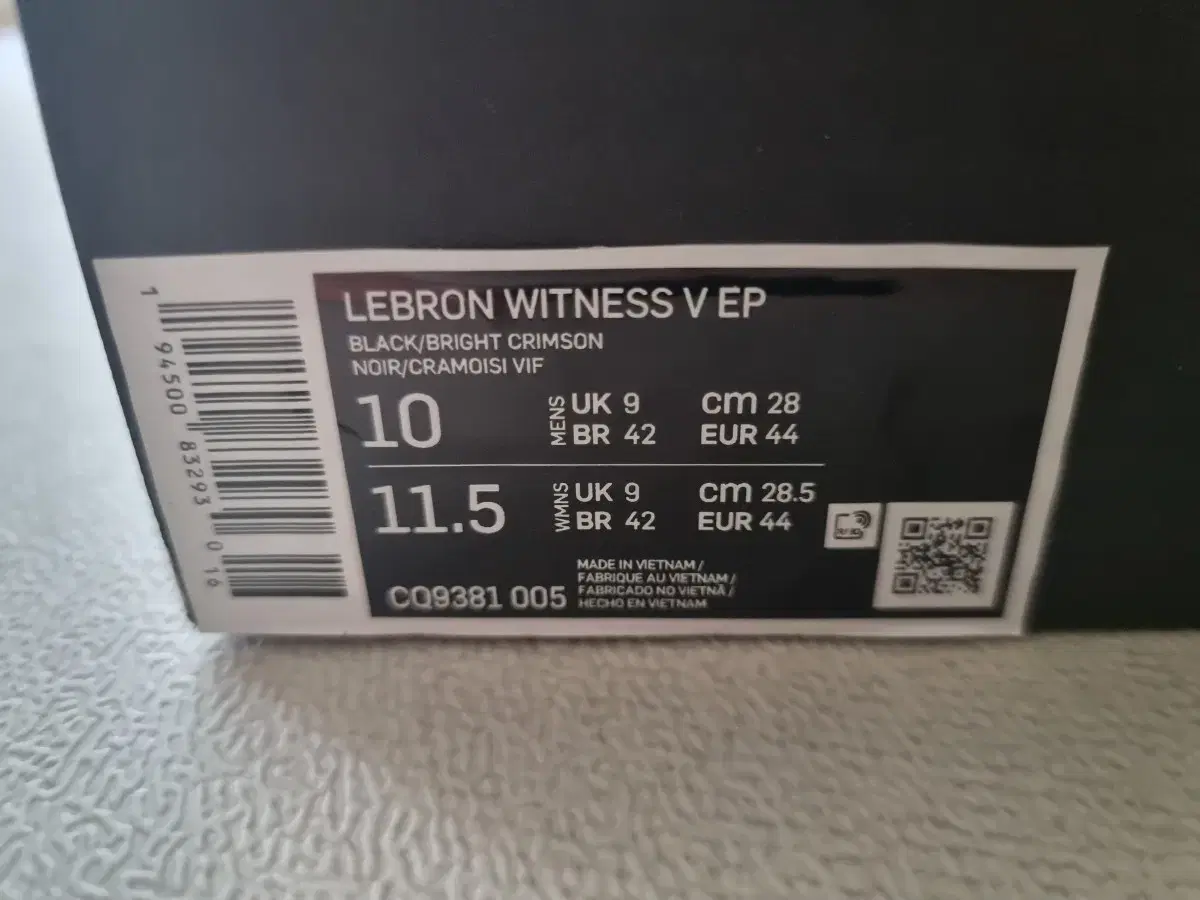 LEBRON WITNESS V EP
BLACK/BRIGHT CRIMSON
NOIR/CRAMOISI VIF
10 MENS UK 9 cm 28
BR 42 EUR 44
11.5 WMNS UK 9 cm 28.5
BR 42 EUR 44
CQ9381 005
MADE IN VIETNAM /
FABRIQUE AU VIETNAM /
FABRICADO NO VIETNÃ /
HECHO EN VIETNAM
1 94500 83293 0 16